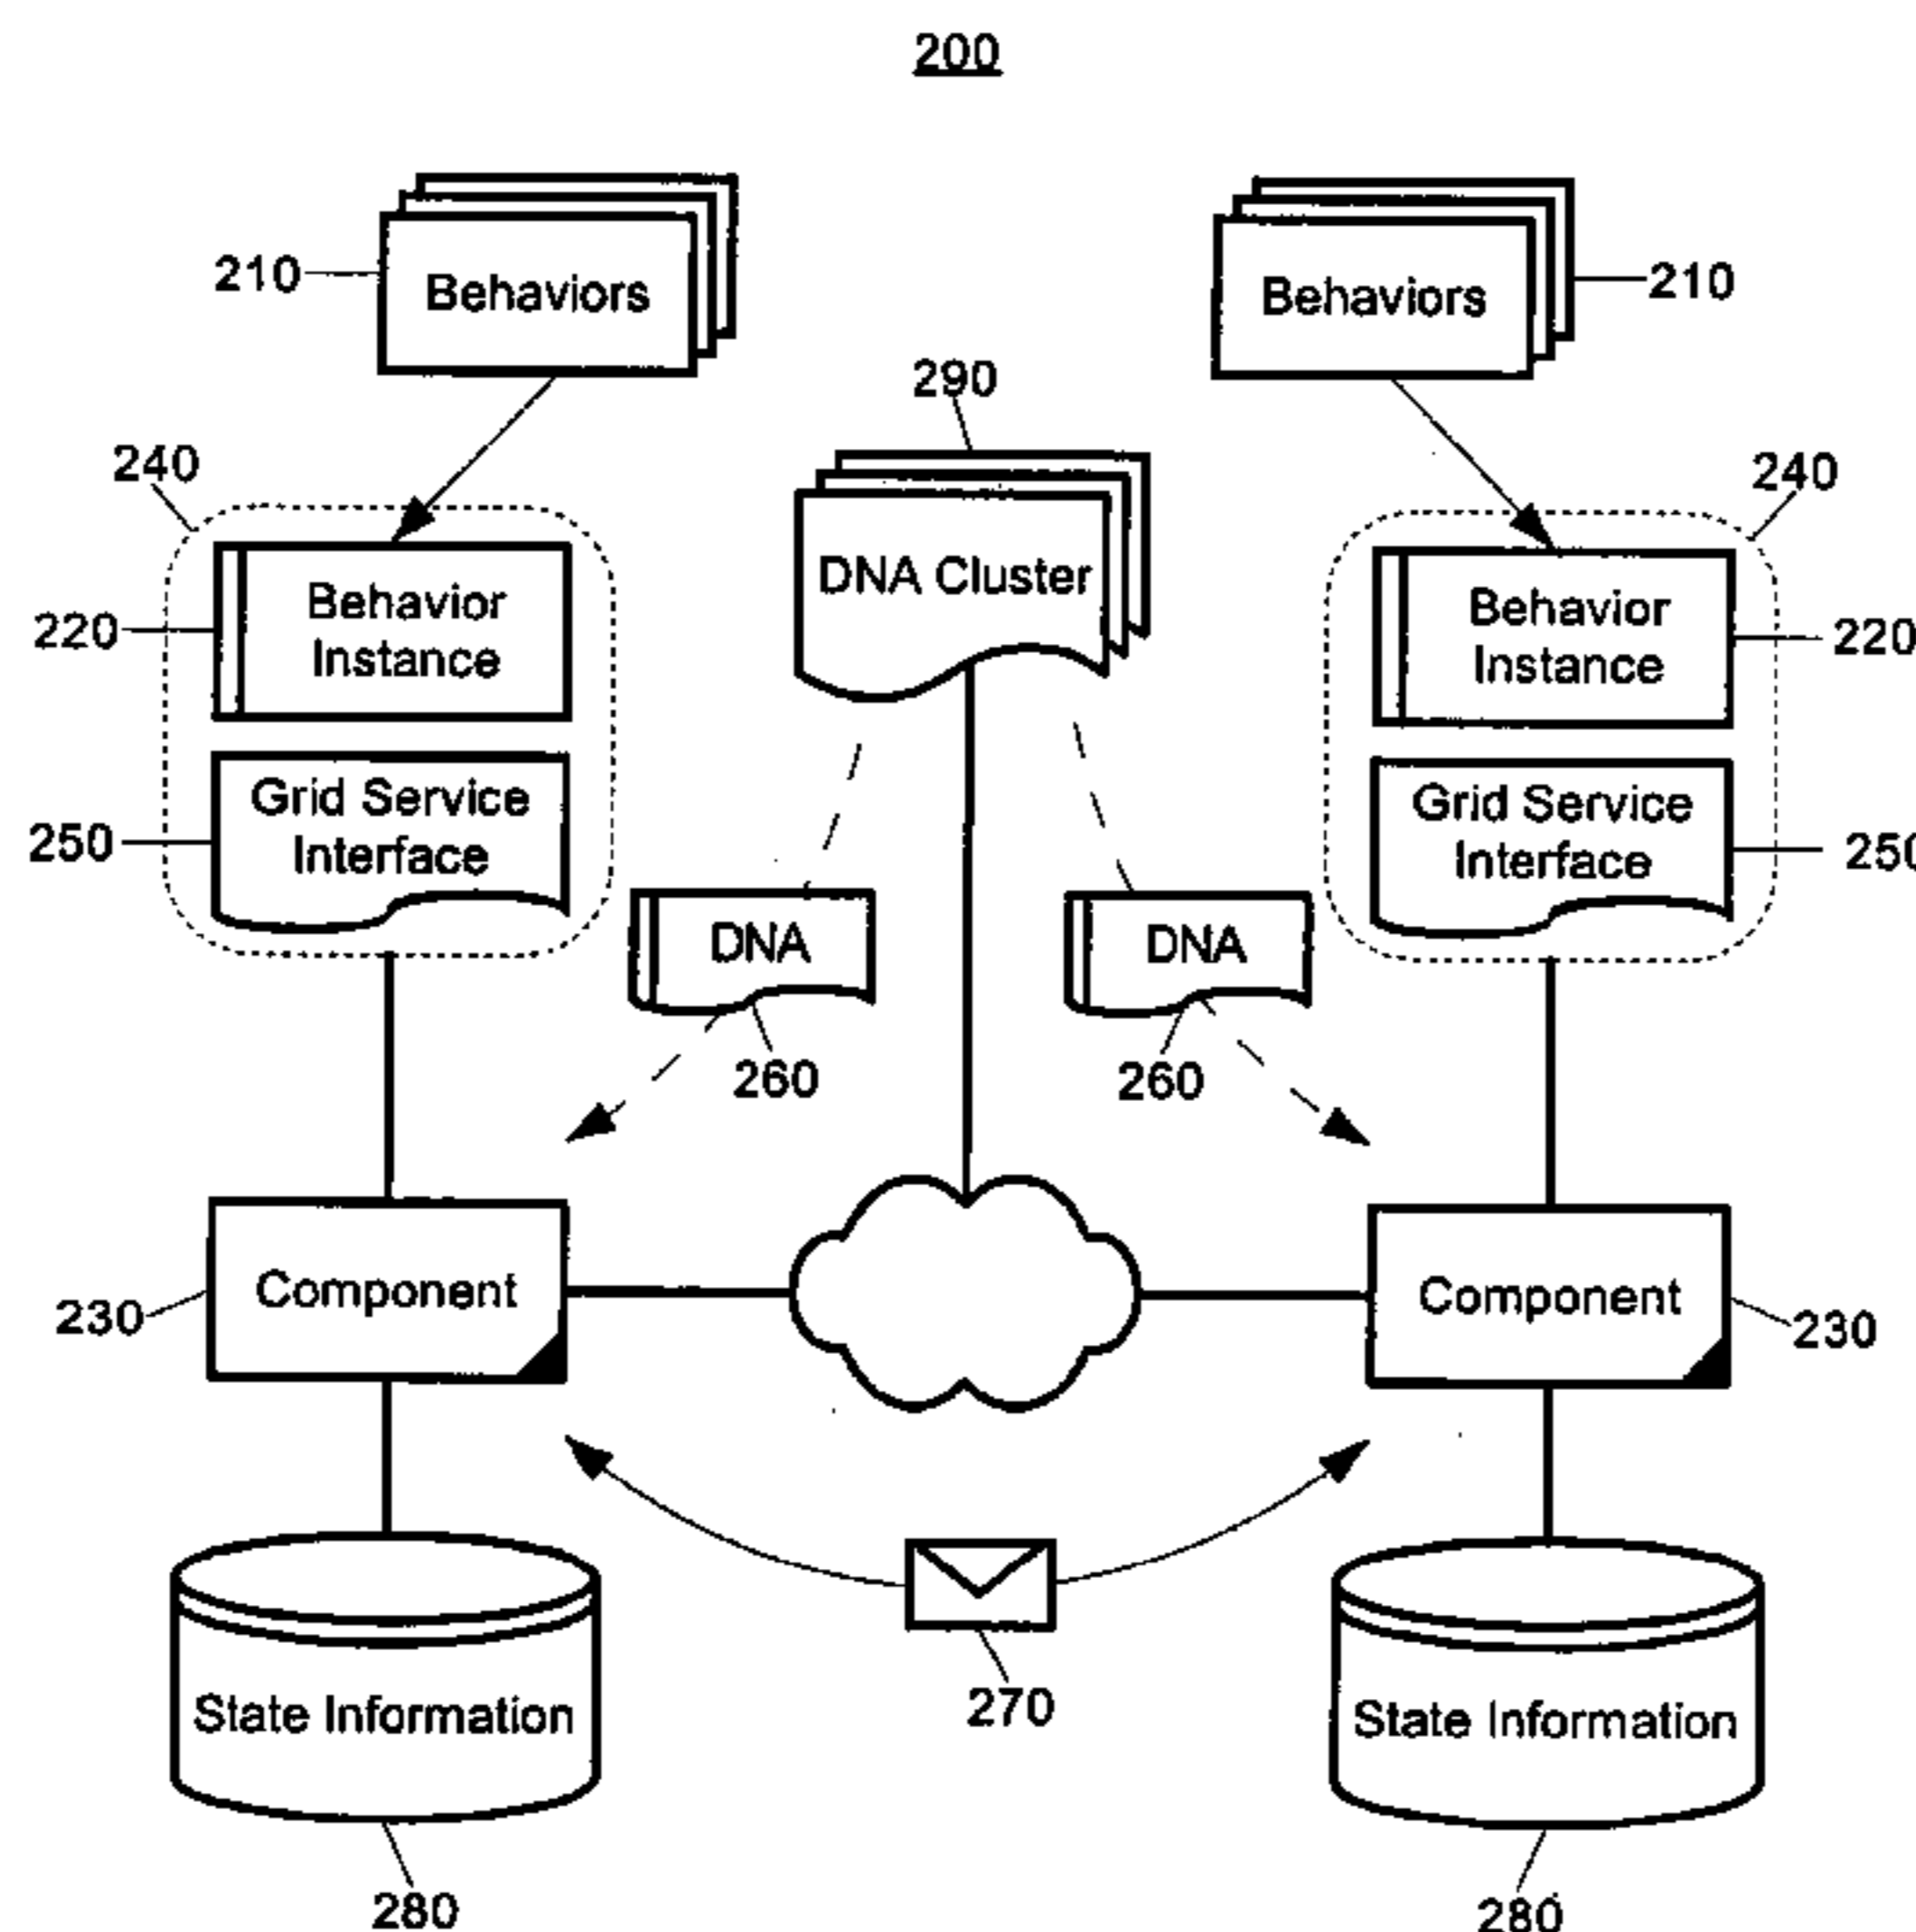 200
210
Behaviors
Behaviors
210
290
240
240
DNA Cluster
220
Behavior
Instance
Behavior
Instance
220
250
Grid Service
Interface
Grid Service
Interface
250
DNA
DNA
260
260
230
Component
Component
230
270
State Information
State Information
280
280